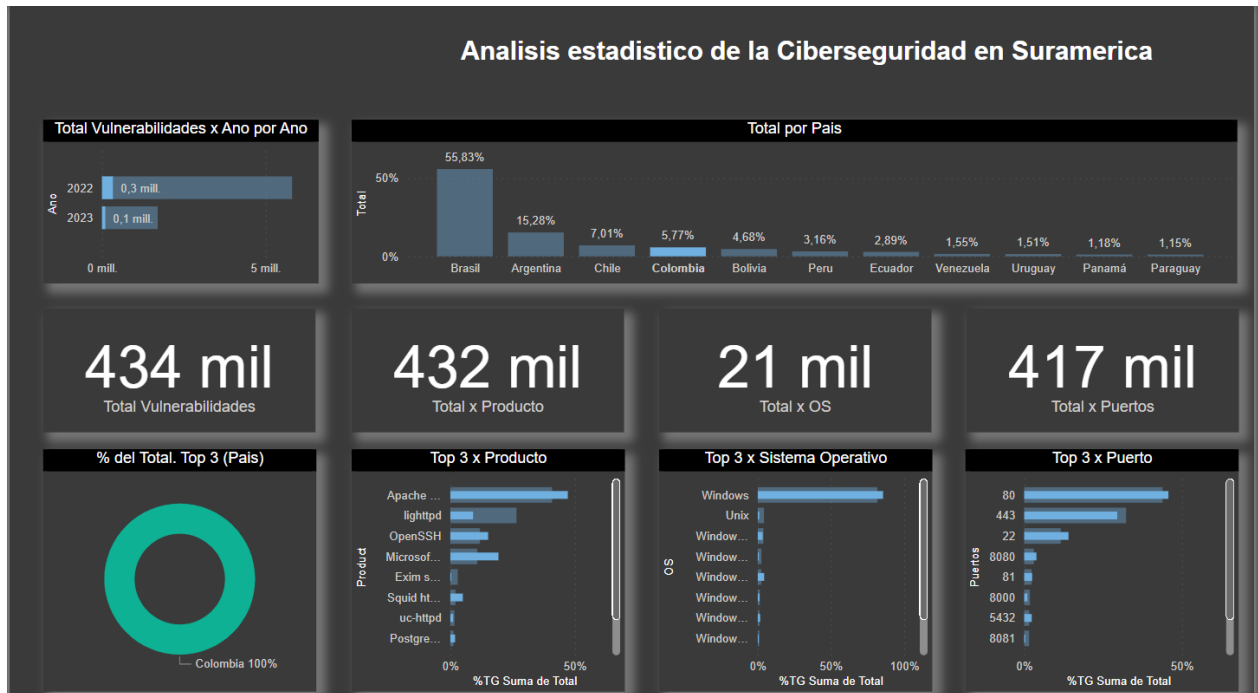 Analisis estadistico de la Ciberseguridad en Suramerica
Total Vulnerabilidades x Ano por Ano
Ano
2022
0,3 mill.
2023
0,1 mill.
0 mill.
5 mill.
Total por Pais
Total
50%
0%
55,83%
15,28%
7,01%
5,77%
4,68%
3,16%
2,89%
1,55%
1,51%
1,18%
1,15%
Brasil
Argentina
Chile
Colombia
Bolivia
Peru
Ecuador
Venezuela
Uruguay
Panamá
Paraguay
434 mil
Total Vulnerabilidades
432 mil
Total x Producto
21 mil
Total x OS
417 mil
Total x Puertos
% del Total. Top 3 (Pais)
Colombia 100%
Top 3 x Producto
Product
Apache ...
lighttpd
OpenSSH
Microsof...
Exim s...
Squid ht...
uc-httpd
Postgre...
0%
50%
%TG Suma de Total
Top 3 x Sistema Operativo
OS
Windows
Unix
Window...
Window...
Window...
Window...
Window...
Window...
0%
50%
100%
%TG Suma de Total
Top 3 x Puerto
Puertos
80
443
22
8080
81
8000
5432
8081
0%
50%
%TG Suma de Total